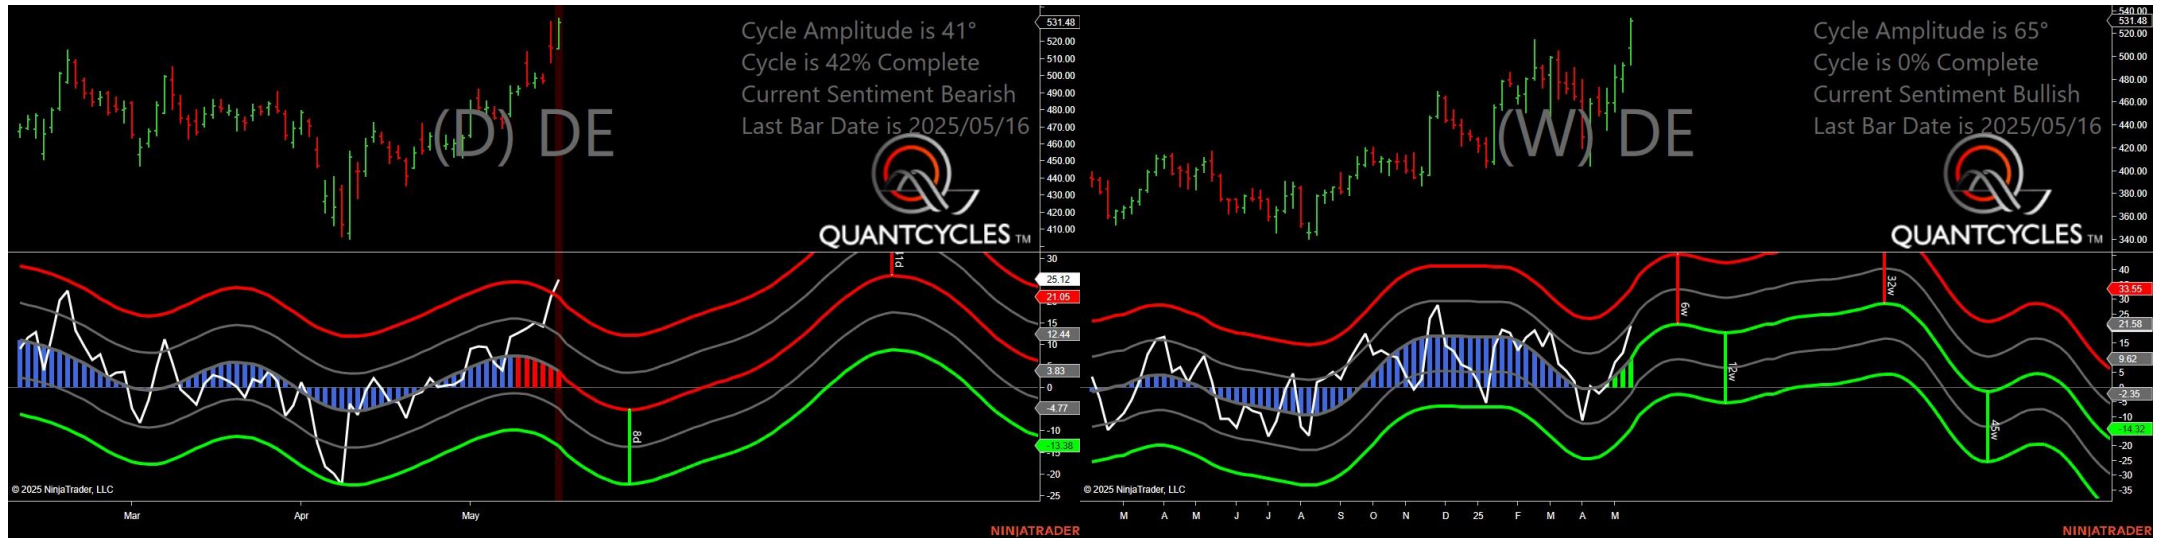 Cycle Amplitude is 41°
Cycle is 42% Complete
Current Sentiment Bearish
Last Bar Date is 2025/05/16
(D) DE
QUANTCYCLES TM
531.48
520.00
510.00
500.00
490.00
480.00
470.00
460.00
450.00
440.00
430.00
420.00
410.00
30
25.12
21.05
15
12.44
10
3.83
0
-4.77
-10
-13.38
-15
-20
-25
11d
8d
© 2025 NinjaTrader, LLC
Mar
Apr
May
NINJATRADER
Cycle Amplitude is 65°
Cycle is 0% Complete
Current Sentiment Bullish
Last Bar Date is 2025/05/16
(W) DE
QUANTCYCLES TM
540.00
531.48
500.00
480.00
460.00
440.00
420.00
400.00
380.00
360.00
340.00
40
33.55
30
25
21.58
15
9.62
5
0
-2.35
-5
-10
-14.32
-20
-25
-30
-35
6w
12w
32w
45w
© 2025 NinjaTrader, LLC
M A M J J A S O N D 25 F M A M
NINJATRADER